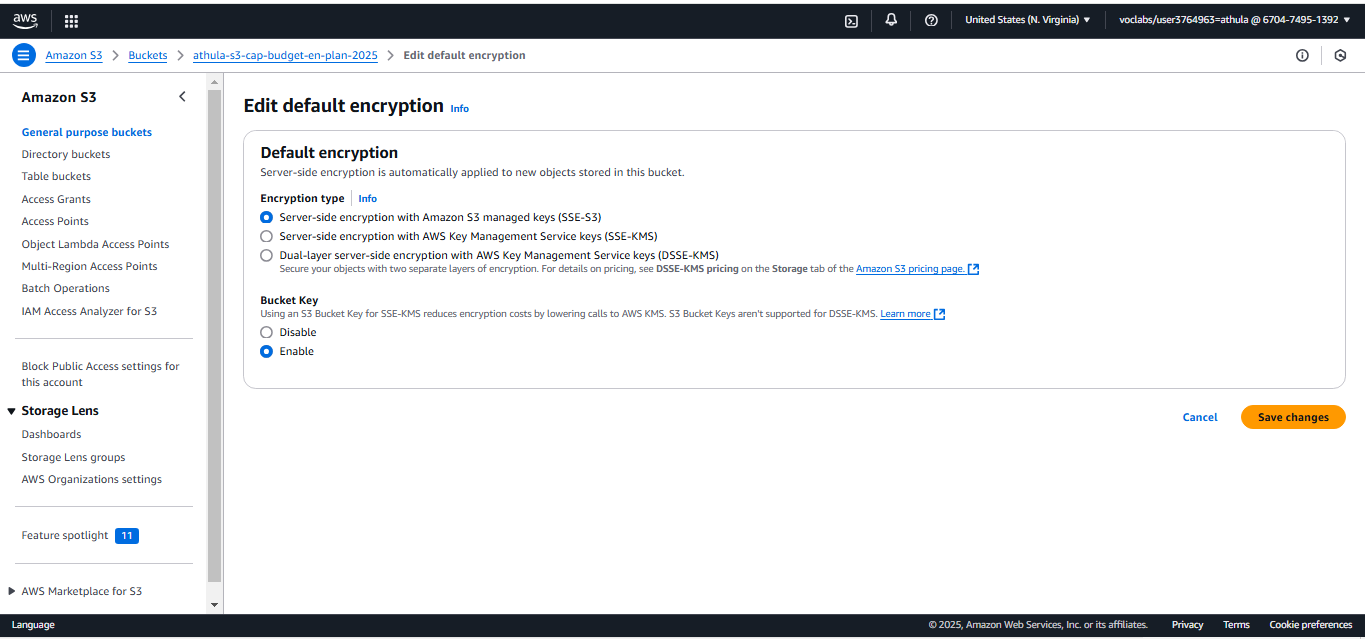 aws
United States (N. Virginia) ▼
voclabs/user3764963=athula @ 6704-7495-1392 ▼
Amazon S3 > Buckets > athula-s3-cap-budget-en-plan-2025 > Edit default encryption
Amazon S3
General purpose buckets
Directory buckets
Table buckets
Access Grants
Access Points
Object Lambda Access Points
Multi-Region Access Points
Batch Operations
IAM Access Analyzer for S3
Block Public Access settings for
this account
Storage Lens
Dashboards
Storage Lens groups
AWS Organizations settings
Feature spotlight 11
AWS Marketplace for S3
Edit default encryption Info
Default encryption
Server-side encryption is automatically applied to new objects stored in this bucket.
Encryption type | Info
Server-side encryption with Amazon S3 managed keys (SSE-S3)
Server-side encryption with AWS Key Management Service keys (SSE-KMS)
Dual-layer server-side encryption with AWS Key Management Service keys (DSSE-KMS)
Secure your objects with two separate layers of encryption. For details on pricing, see DSSE-KMS pricing on the Storage tab of the Amazon S3 pricing page.
Bucket Key
Using an S3 Bucket Key for SSE-KMS reduces encryption costs by lowering calls to AWS KMS. S3 Bucket Keys aren't supported for DSSE-KMS. Learn more
Disable
Enable
Cancel
Save changes
Language
© 2025, Amazon Web Services, Inc. or its affiliates.
Privacy
Terms
Cookie preferences